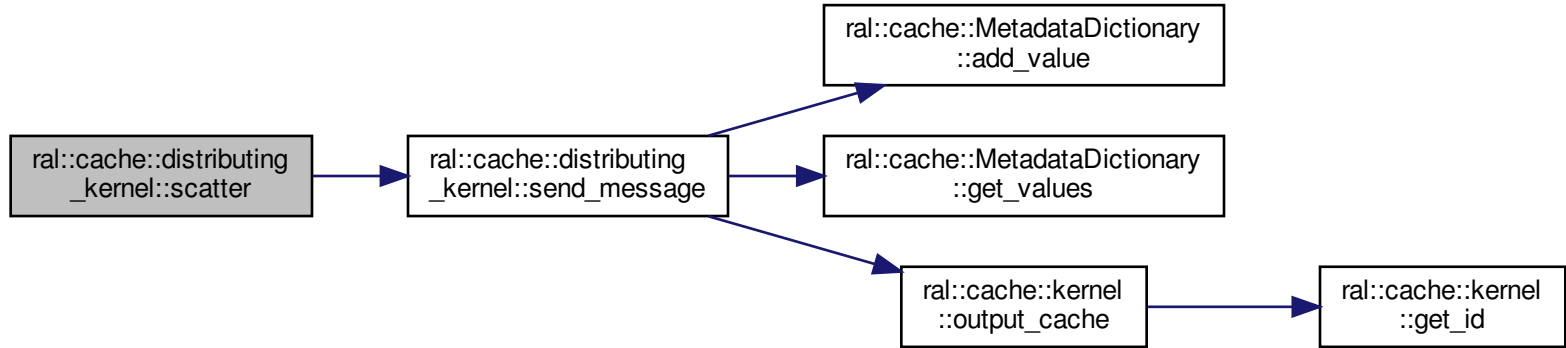 ral::cache::distributing
_kernel::scatter
ral::cache::distributing
_kernel::send_message
ral::cache::MetadataDictionary
::add_value
ral::cache::MetadataDictionary
::get_values
ral::cache::kernel
::output_cache
ral::cache::kernel
::get_id